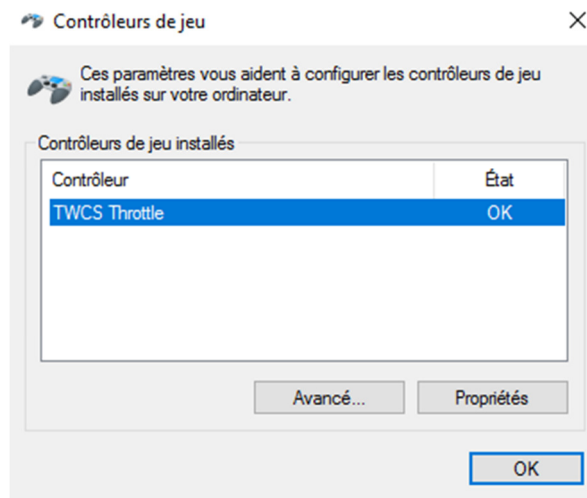 Contrôleurs de jeu
Ces paramètres vous aident à configurer les contrôleurs de jeu
installés sur votre ordinateur.
Contrôleurs de jeu installés
Contrôleur État
TWCS Throttle OK
Avancé... Propriétés
OK